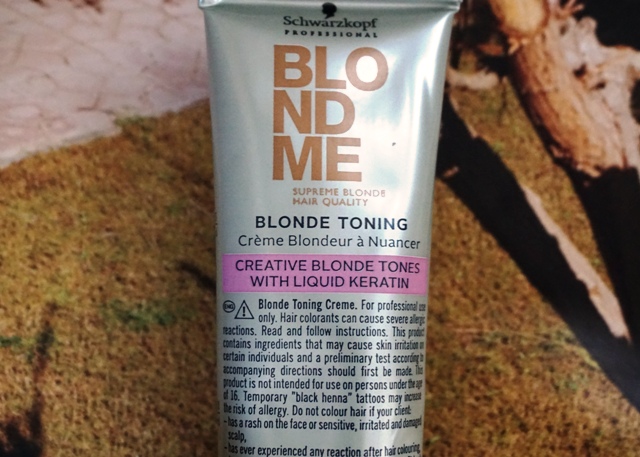 Schwarzkopf
PROFESSIONAL
BLO
ND
ME
SUPREME BLONDE
HAIR QUALITY
BLONDE TONING
Crème Blondeur à Nuancer
CREATIVE BLONDE TONES
WITH LIQUID KERATIN
Blonde Toning Creme. For professional use
only. Hair colorants can cause severe allergic
reactions. Read and follow instructions. This product
contains ingredients that may cause skin irritation on
certain individuals and a preliminary test according to
accompanying directions should first be made. This
product is not intended for use on persons under the age
of 16. Temporary "black henna" tattoos may increase
the risk of allergy. Do not colour hair if your client:
- has a rash on the face or sensitive, irritated and damaged
scalp,
- has ever experienced any reaction after hair colouring,